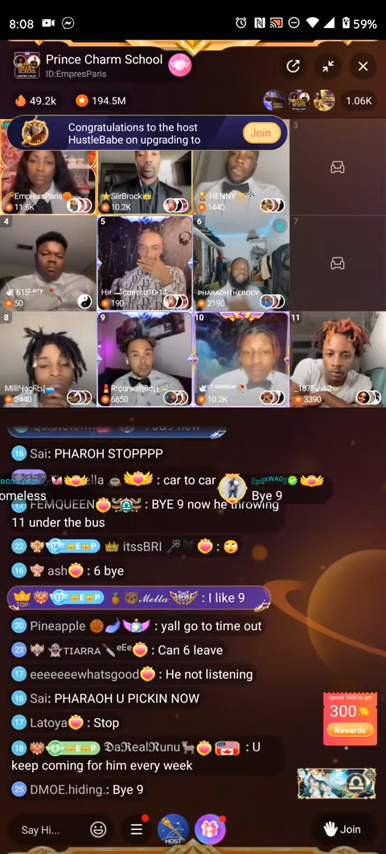 8:08
59%
Prince Charm School
ID:EmpresParis
49.2k
194.5M
1.06K
Congratulations to the host
HustleBabe on upgrading to
Join
3
EmpressParis
11.6K
SiirBrock
10.2K
HENNY
1440
4
5
6
7
615ᴸᵃʳʳʸ
50
190
PHARAOHTHEBODY
2190
8
9
10
11
2440
6850
10.2K
3390
16 Sai: PHAROH STOPPPP
: car to car
Bye 9
FEMQUEEN : BYE 9 now he throwing
11 under the bus
22 itssBRI :
16 ash : 6 bye
TOP Mella : I like 9
20 Pineapple : yall go to time out
23 TIARRA : Can 6 leave
17 eeeeeeewhatsgood : He not listening
16 Sai: PHARAOH U PICKIN NOW
17 Latoya : Stop
18 𝕯𝖆ℜ𝖊𝖆𝖑ℜ𝖚𝖓𝖚 : U
keep coming for him every week
25 DMOE.hiding.: Bye 9
Spend 1000 to get
300
Rewards
Say Hi...
HOST
Join